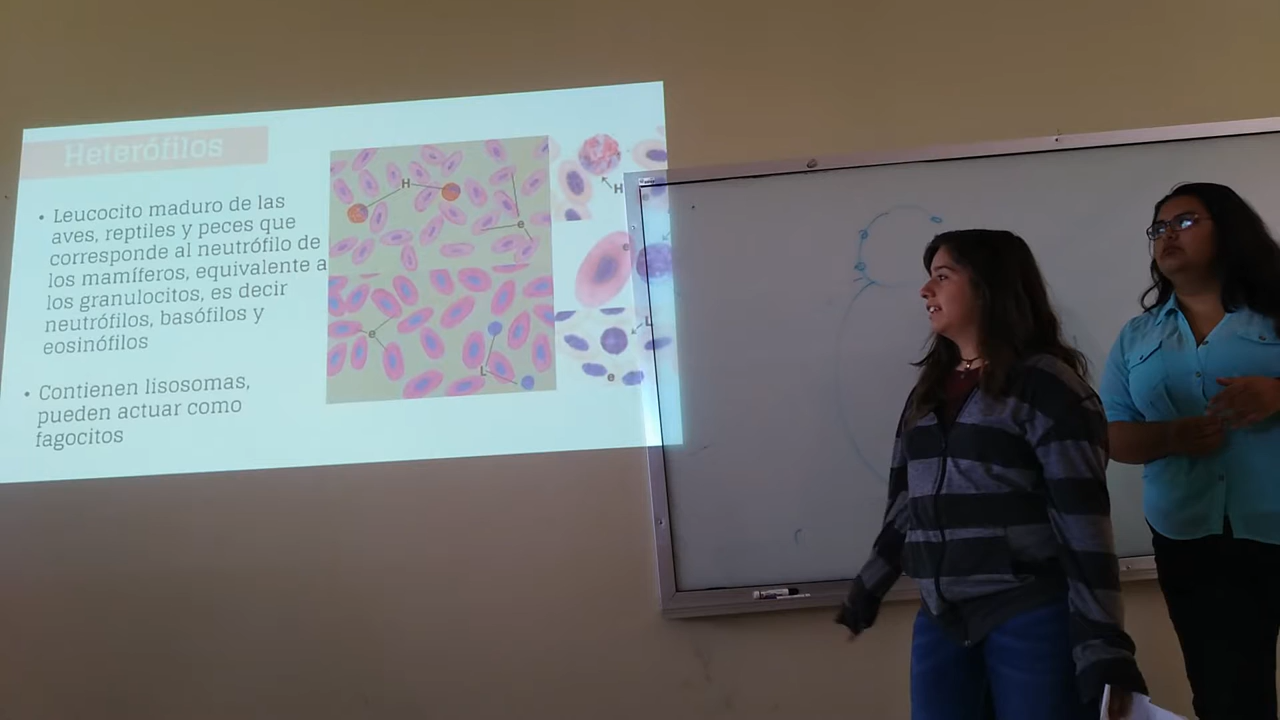 Heterófilos
• Leucocito maduro de las
aves, reptiles y peces que
corresponde al neutrófilo de
los mamíferos, equivalente a
los granulocitos, es decir
neutrófilos, basófilos y
eosinófilos
• Contienen lisosomas,
pueden actuar como
fagocitos
H
e
e
L
H
e
L
e